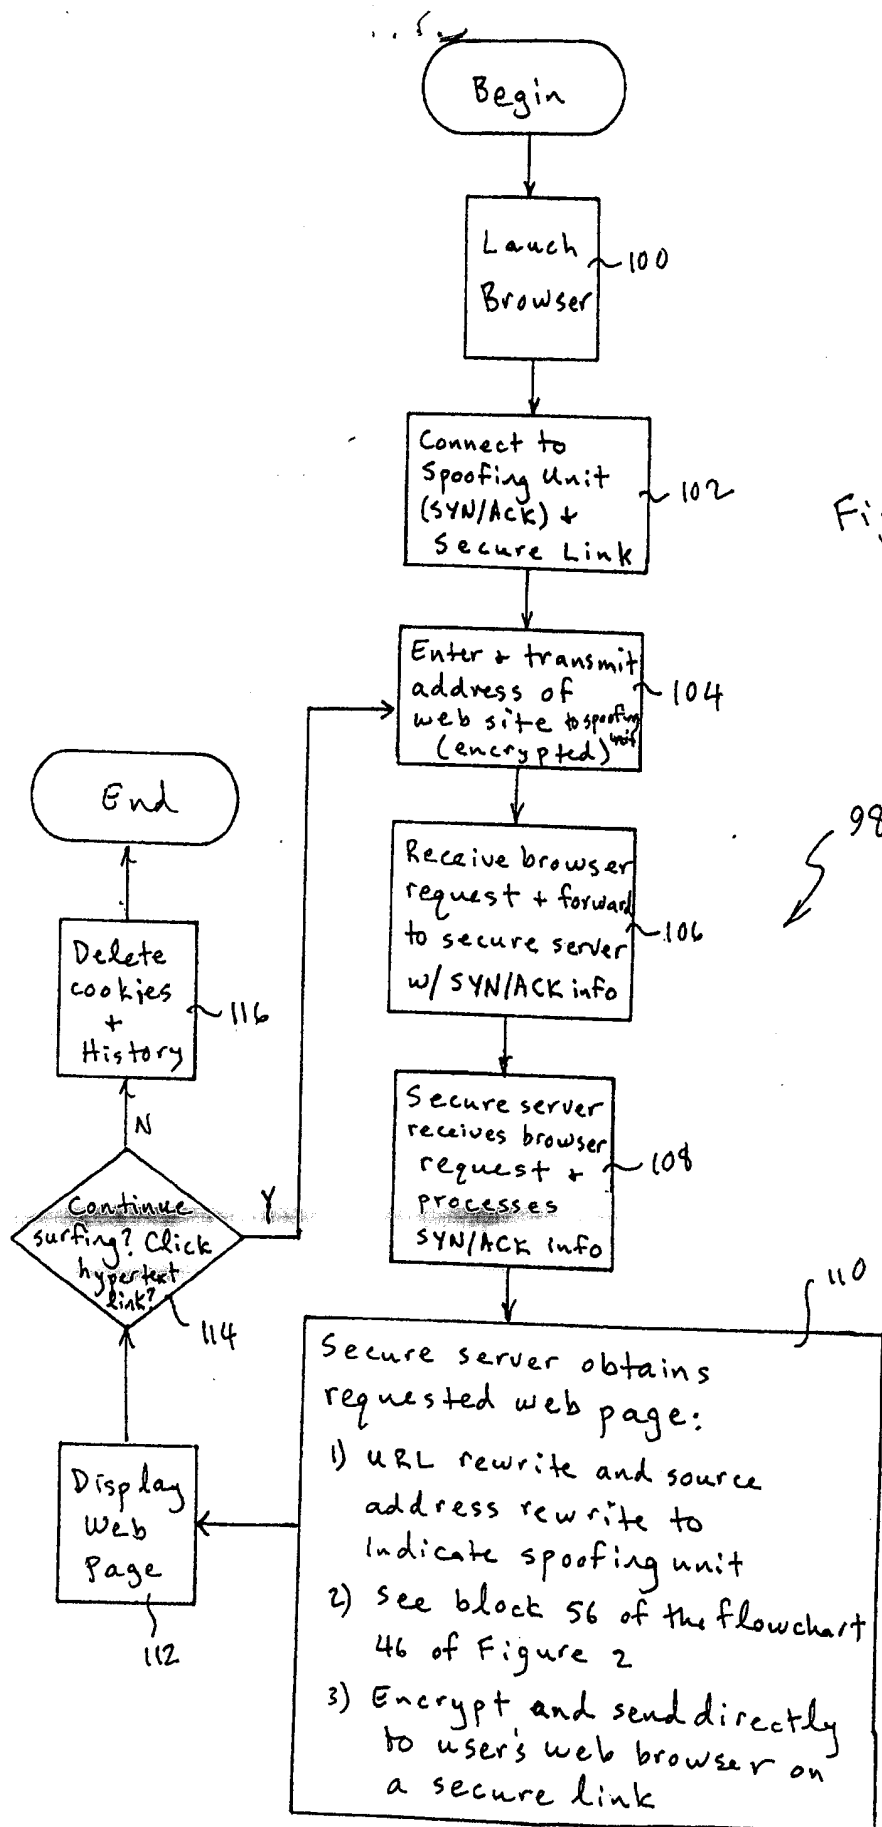 Begin
Lauch
Browser
100
Connect to
Spoofing Unit
(SYN/ACK) +
Secure Link
102
Enter + transmit
address of
web site to spoofing
unit
(encrypted)
104
Receive browser
request + forward
to secure server
w/ SYN/ACK info
106
98
Secure server
receives browser
request +
processes
SYN/ACK info
108
Secure server obtains
requested web page:
1) URL rewrite and source
address rewrite to
indicate spoofing unit
2) See block 56 of the flowchart
46 of Figure 2
3) Encrypt and send directly
to user's web browser on
a secure link
110
Display
Web
Page
112
Continue
surfing? Click
hypertext
link?
114
Y
N
Delete
cookies
+
History
116
End